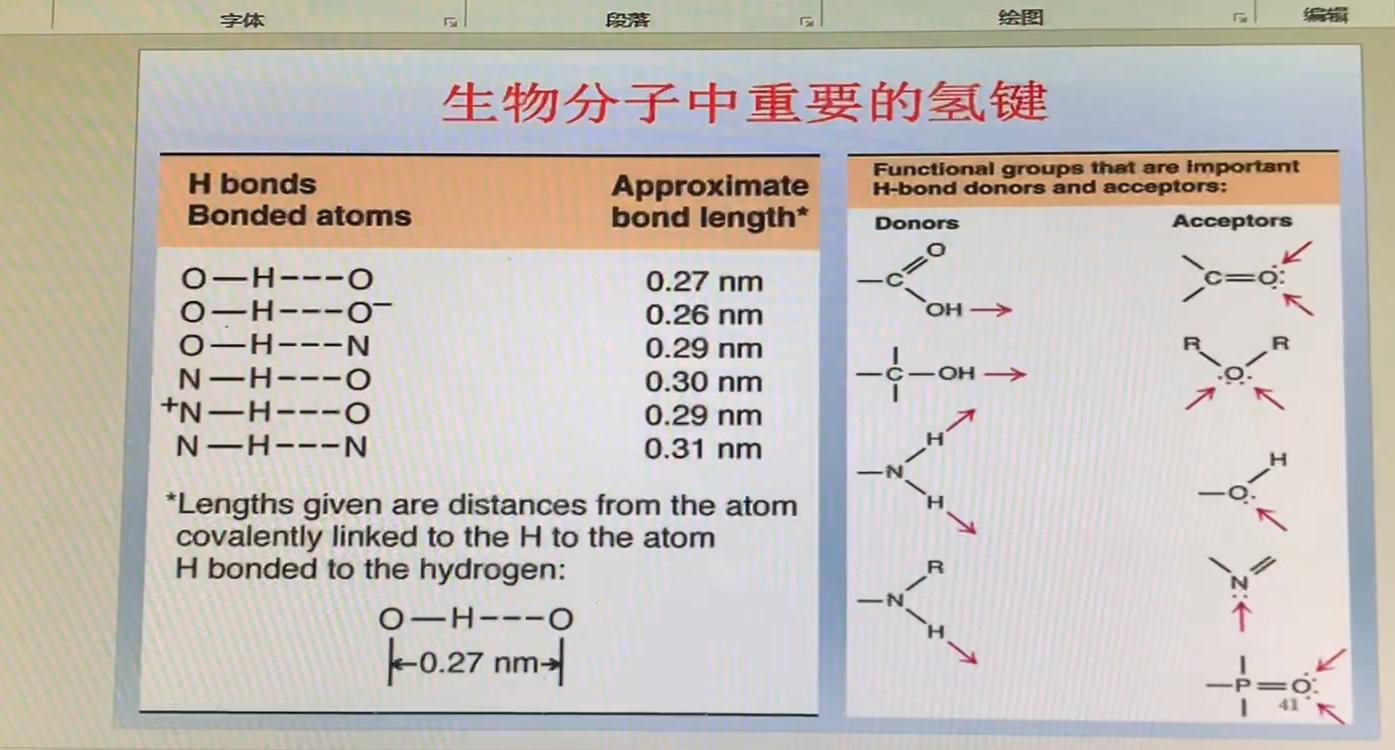 字体 段落 绘图 编辑
生物分子中重要的氢键
H bonds
Bonded atoms
Approximate
bond length*
O—H---O 0.27 nm
O—H---O⁻ 0.26 nm
O—H---N 0.29 nm
N—H---O 0.30 nm
⁺N—H---O 0.29 nm
N—H---N 0.31 nm
*Lengths given are distances from the atom
covalently linked to the H to the atom
H bonded to the hydrogen:
O—H---O
0.27 nm
Functional groups that are important
H-bond donors and acceptors:
Donors Acceptors
O
—C
OH
C=O:
—C—OH
R R
O
H
—N
H
H
—O
R
—N
H
N
—P=O
41